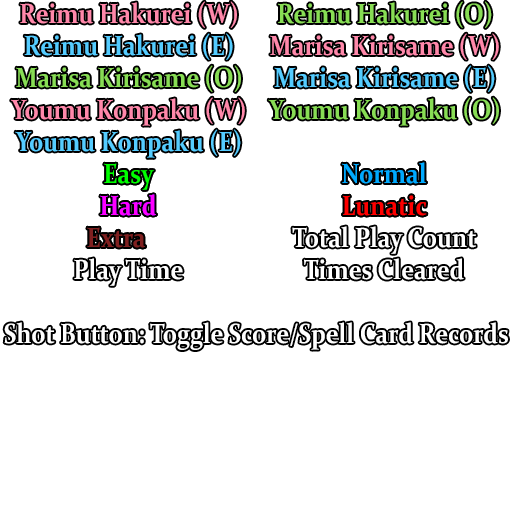 Reimu Hakurei (W) Reimu Hakurei (O)
Reimu Hakurei (E) Marisa Kirisame (W)
Marisa Kirisame (O) Marisa Kirisame (E)
Youmu Konpaku (W) Youmu Konpaku (O)
Youmu Konpaku (E)
Easy Normal
Hard Lunatic
Extra Total Play Count
Play Time Times Cleared
Shot Button: Toggle Score/Spell Card Records